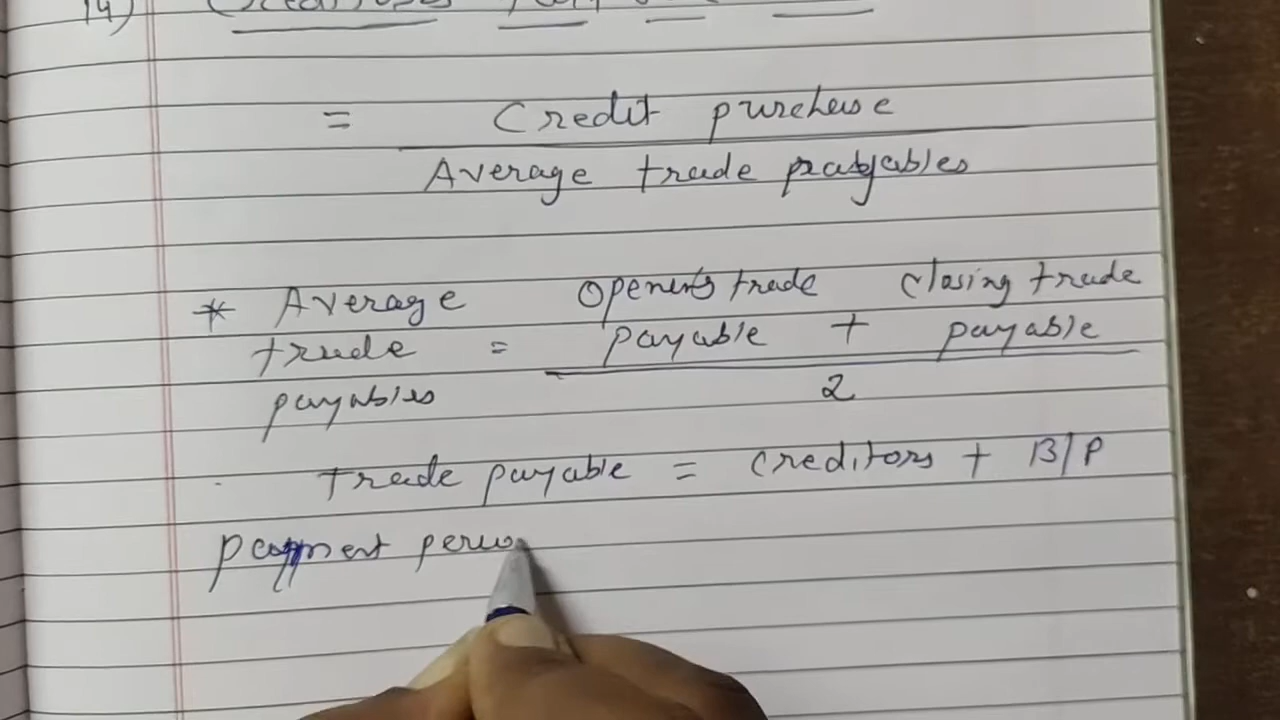 14)
= Credit purchase
Average trade payables
* Average trade payables = Opening trade payable + closing trade payable
2
trade payable = creditors + B/P
payment perio